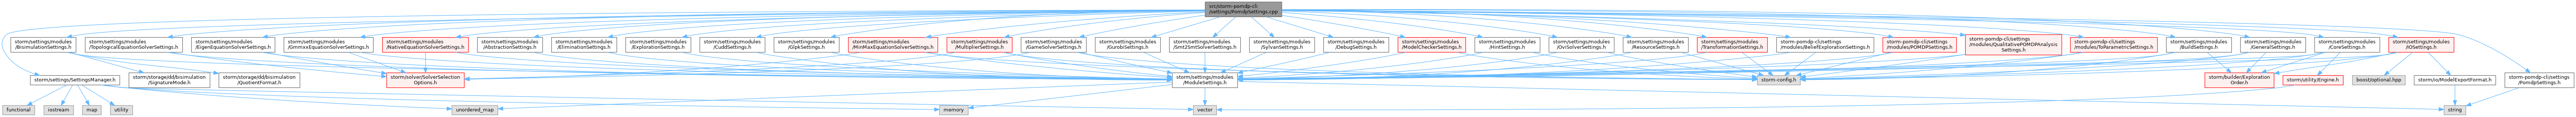 src/storm-pomdp-cli
/settings/PomdpSettings.cpp
storm/settings/modules
/BisimulationSettings.h
storm/settings/modules
/TopologicalEquationSolverSettings.h
storm/settings/modules
/EigenEquationSolverSettings.h
storm/settings/modules
/GmmxxEquationSolverSettings.h
storm/settings/modules
/NativeEquationSolverSettings.h
storm/settings/modules
/AbstractionSettings.h
storm/settings/modules
/EliminationSettings.h
storm/settings/modules
/ExplorationSettings.h
storm/settings/modules
/CuddSettings.h
storm/settings/modules
/GlpkSettings.h
storm/settings/modules
/MinMaxEquationSolverSettings.h
storm/settings/modules
/MultiplierSettings.h
storm/settings/modules
/GameSolverSettings.h
storm/settings/modules
/GurobiSettings.h
storm/settings/modules
/Smt2SmtSolverSettings.h
storm/settings/modules
/SylvanSettings.h
storm/settings/modules
/DebugSettings.h
storm/settings/modules
/ModelCheckerSettings.h
storm/settings/modules
/HintSettings.h
storm/settings/modules
/OviSolverSettings.h
storm/settings/modules
/ResourceSettings.h
storm/settings/modules
/TransformationSettings.h
storm-pomdp-cli/settings
/modules/BeliefExplorationSettings.h
storm-pomdp-cli/settings
/modules/POMDPSettings.h
storm-pomdp-cli/settings
/modules/QualitativePOMDPAnalysis
Settings.h
storm-pomdp-cli/settings
/modules/ToParametricSettings.h
storm/settings/modules
/BuildSettings.h
storm/settings/modules
/GeneralSettings.h
storm/settings/modules
/CoreSettings.h
storm/settings/modules
/IOSettings.h
storm/settings/SettingsManager.h
storm/storage/dd/bisimulation
/SignatureMode.h
storm/storage/dd/bisimulation
/QuotientFormat.h
storm/solver/SolverSelection
Options.h
storm/settings/modules
/ModuleSettings.h
storm-config.h
storm/builder/Exploration
Order.h
storm/utility/Engine.h
boost/optional.hpp
storm/io/ModelExportFormat.h
storm-pomdp-cli/settings
/PomdpSettings.h
functional
iostream
map
utility
unordered_map
memory
vector
string